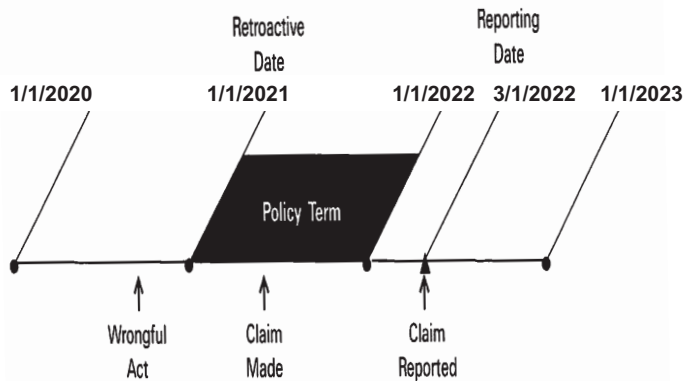 Retroactive
Date
Reporting
Date
1/1/2020
1/1/2021
1/1/2022
3/1/2022
1/1/2023
Policy Term
Wrongful
Act
Claim
Made
Claim
Reported